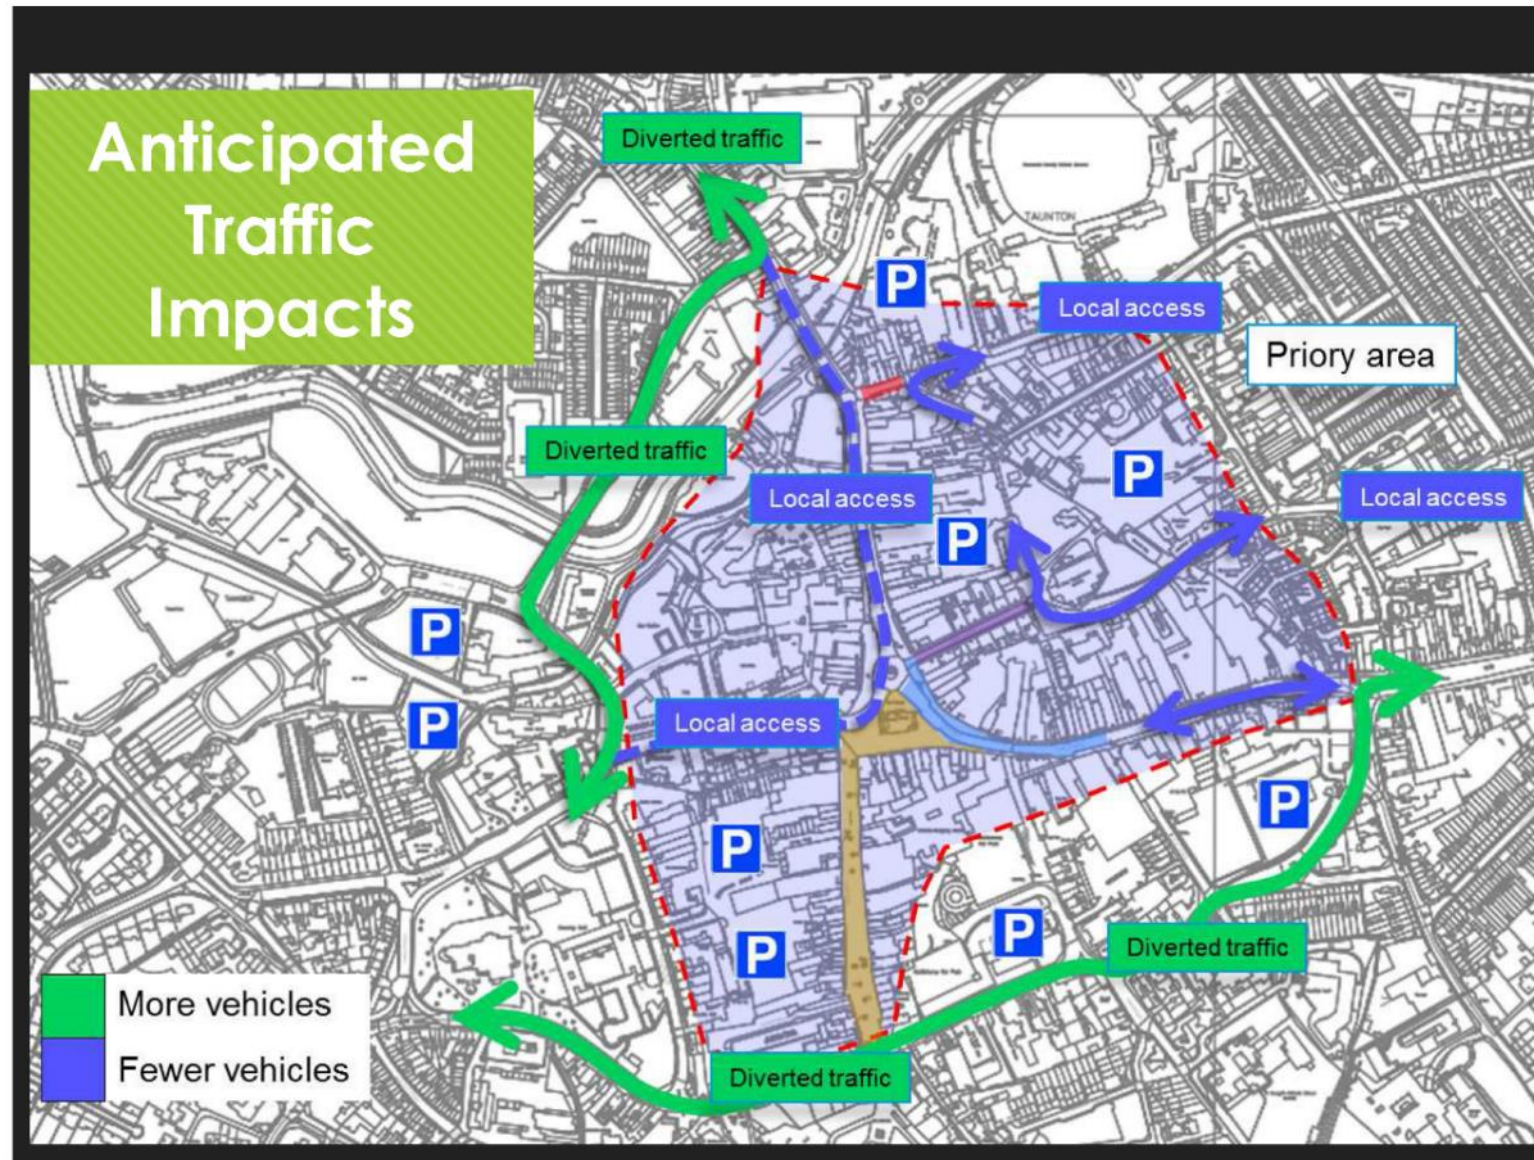 Anticipated
Traffic
Impacts
Diverted traffic
TAUNTON
P
Local access
Priory area
Diverted traffic
P
Local access
Local access
P
P
P
Local access
P
P
P
P
Diverted traffic
More vehicles
Fewer vehicles
Diverted traffic